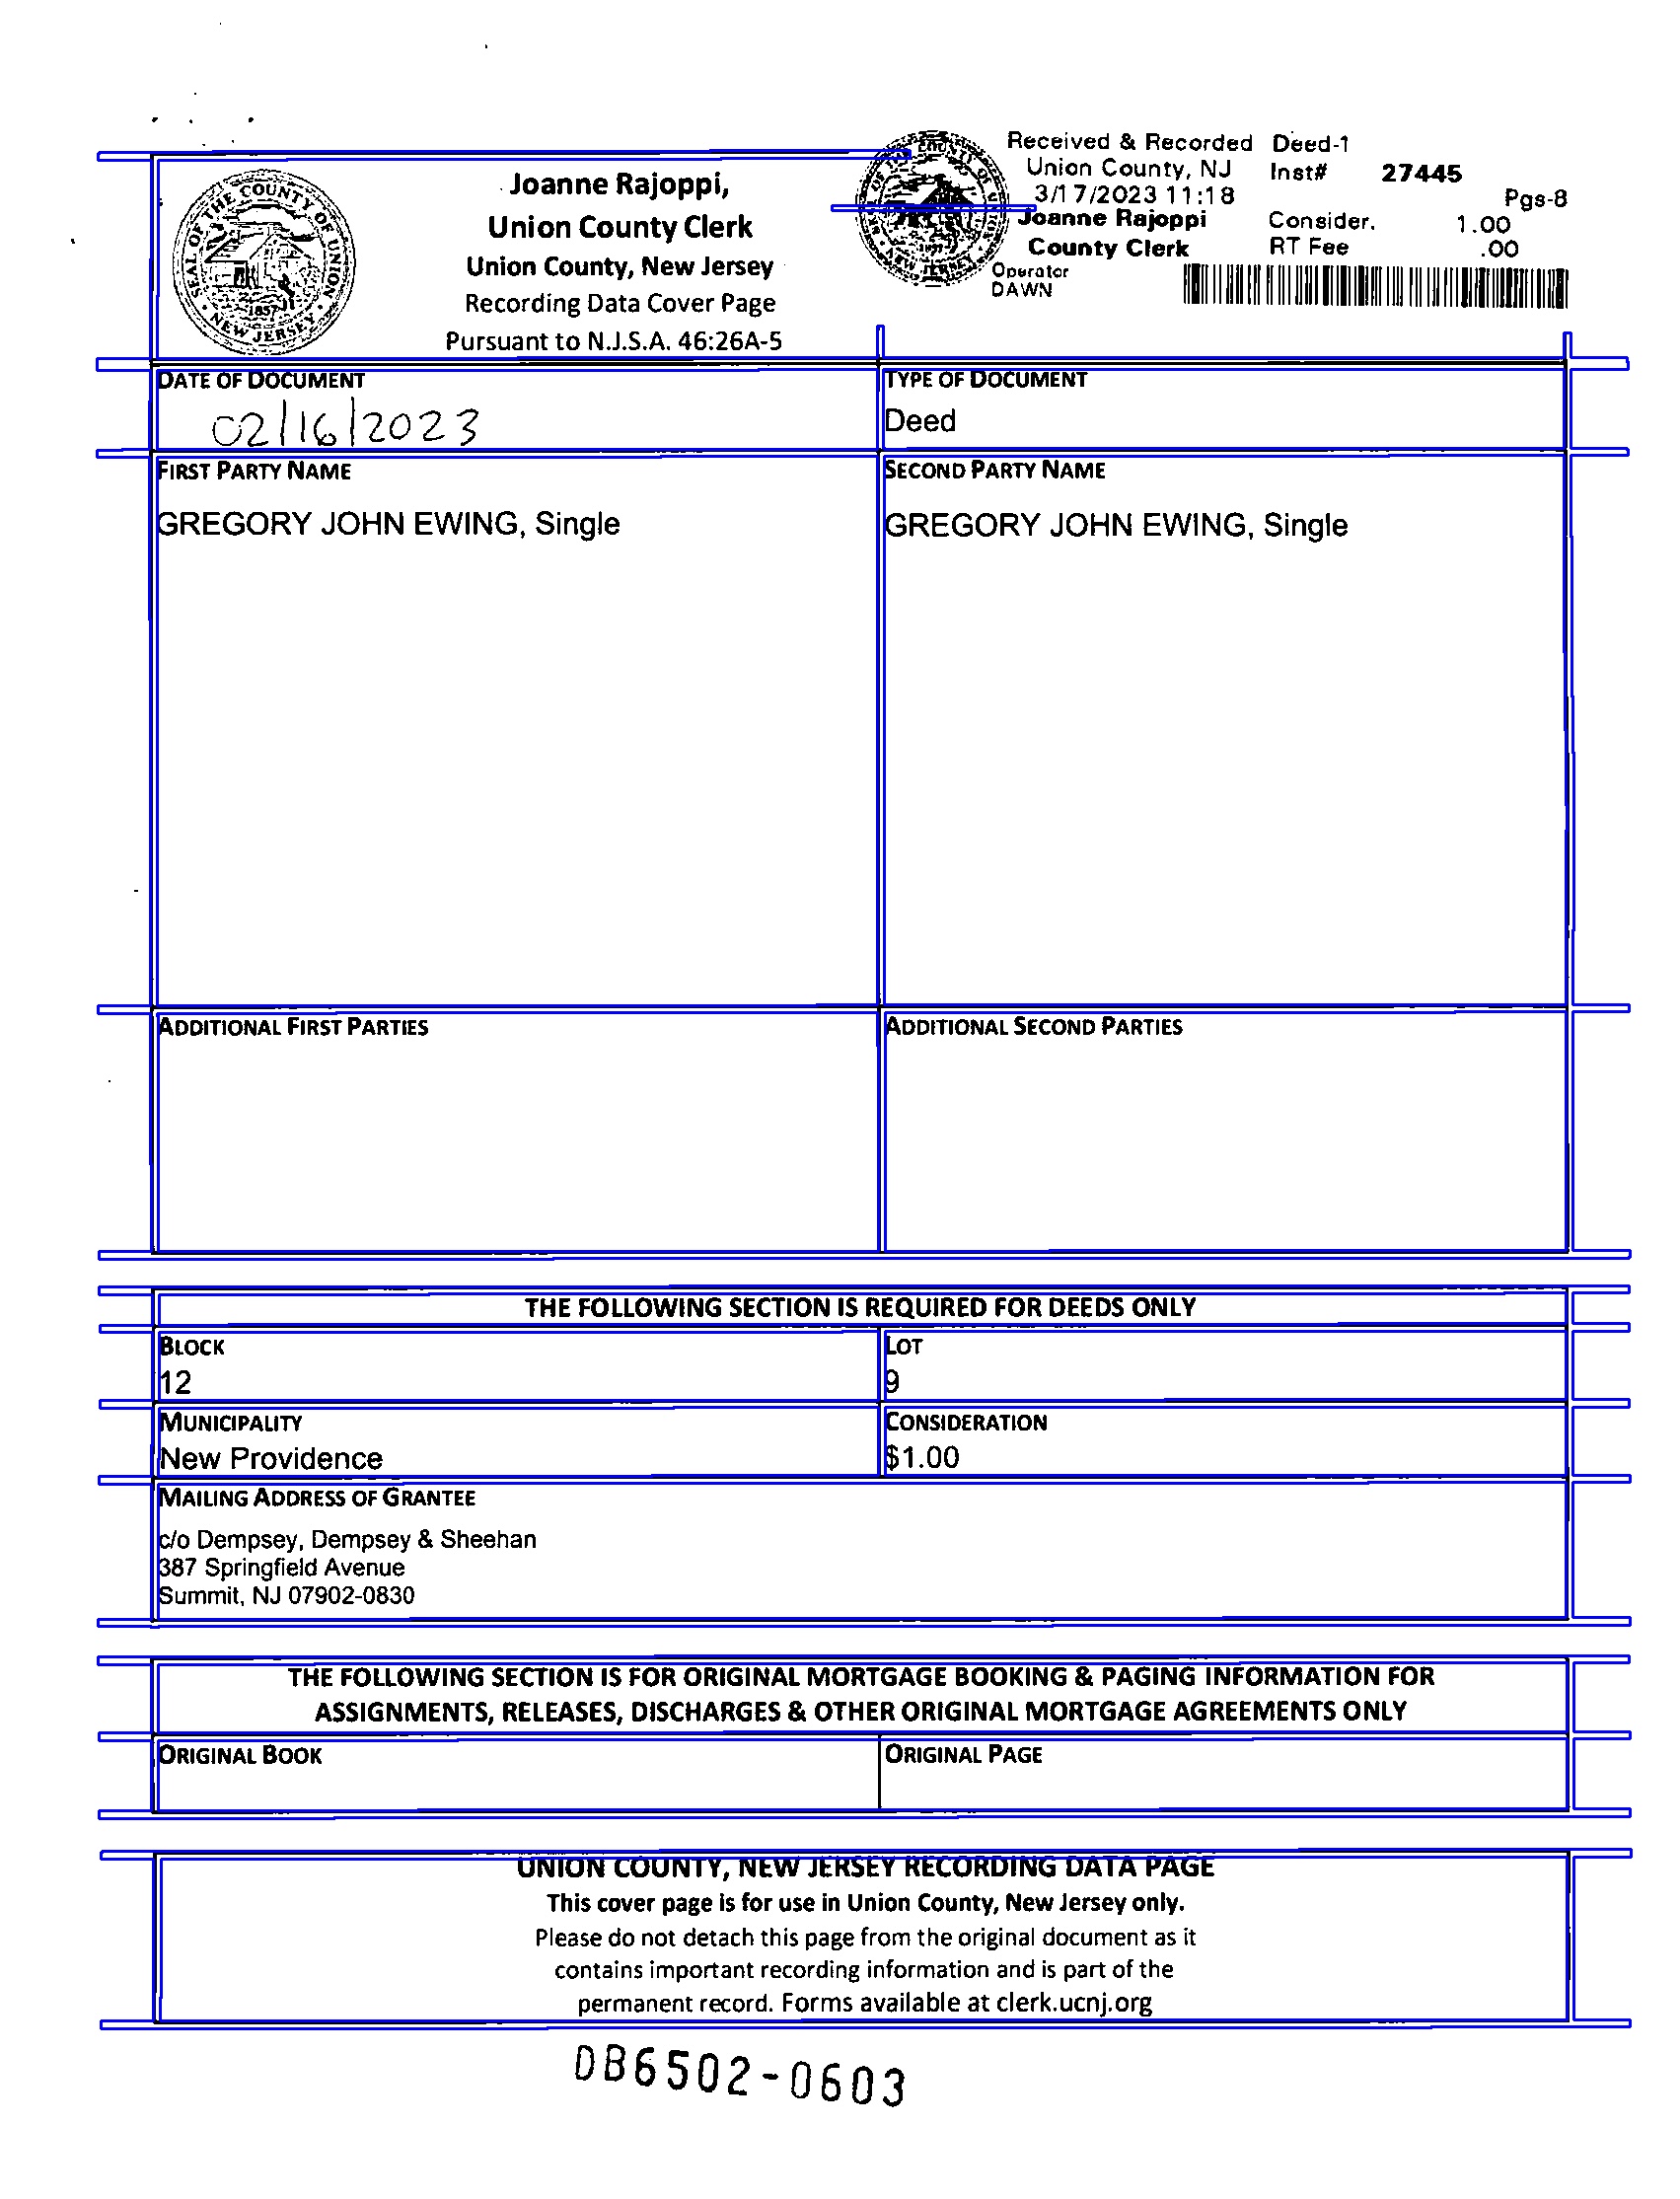 Joanne Rajoppi,
Union County Clerk
Union County, New Jersey
Recording Data Cover Page
Pursuant to N.J.S.A. 46:26A-5
SEAL OF THE COUNTY OF UNION
1857
NEW JERSEY
Received & Recorded Deed-1
Union County, NJ Inst# 27445
3/17/2023 11:18 Pgs-8
Joanne Rajoppi Consider. 1.00
County Clerk RT Fee .00
Operator
DAWN
DATE OF DOCUMENT
02/16/2023
TYPE OF DOCUMENT
Deed
FIRST PARTY NAME
GREGORY JOHN EWING, Single
SECOND PARTY NAME
GREGORY JOHN EWING, Single
ADDITIONAL FIRST PARTIES
ADDITIONAL SECOND PARTIES
THE FOLLOWING SECTION IS REQUIRED FOR DEEDS ONLY
BLOCK
12
LOT
9
MUNICIPALITY
New Providence
CONSIDERATION
$1.00
MAILING ADDRESS OF GRANTEE
c/o Dempsey, Dempsey & Sheehan
387 Springfield Avenue
Summit, NJ 07902-0830
THE FOLLOWING SECTION IS FOR ORIGINAL MORTGAGE BOOKING & PAGING INFORMATION FOR
ASSIGNMENTS, RELEASES, DISCHARGES & OTHER ORIGINAL MORTGAGE AGREEMENTS ONLY
ORIGINAL BOOK
ORIGINAL PAGE
UNION COUNTY, NEW JERSEY RECORDING DATA PAGE
This cover page is for use in Union County, New Jersey only.
Please do not detach this page from the original document as it
contains important recording information and is part of the
permanent record. Forms available at clerk.ucnj.org
DB6502-0603